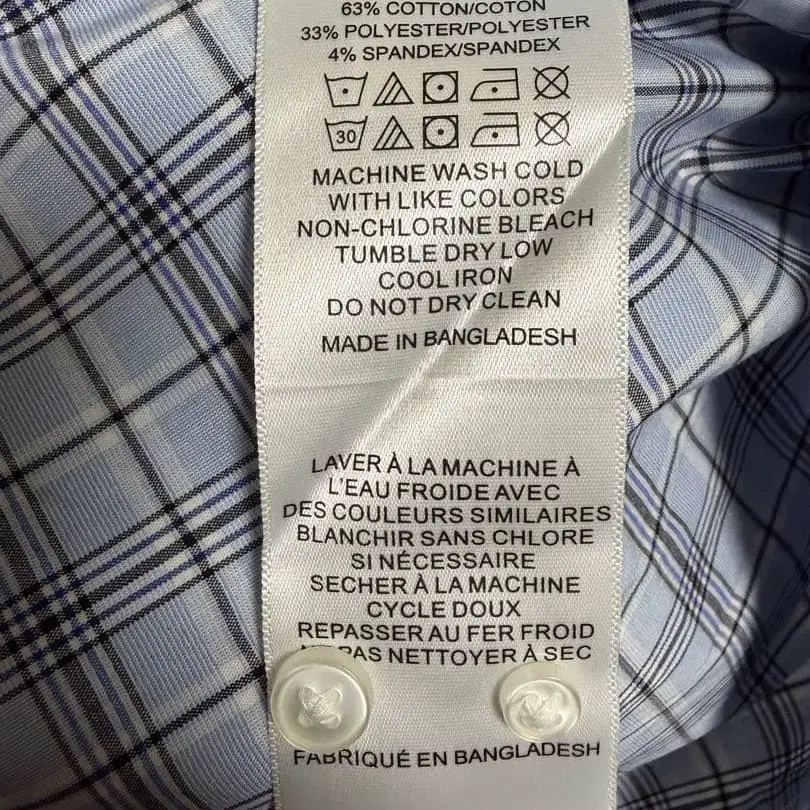 63% COTTON/COTON
33% POLYESTER/POLYESTER
4% SPANDEX/SPANDEX
30
MACHINE WASH COLD
WITH LIKE COLORS
NON-CHLORINE BLEACH
TUMBLE DRY LOW
COOL IRON
DO NOT DRY CLEAN
MADE IN BANGLADESH
LAVER À LA MACHINE À
L'EAU FROIDE AVEC
DES COULEURS SIMILAIRES
BLANCHIR SANS CHLORE
SI NÉCESSAIRE
SECHER À LA MACHINE
CYCLE DOUX
REPASSER AU FER FROID
PAS NETTOYER À SEC
FABRIQUÉ EN BANGLADESH